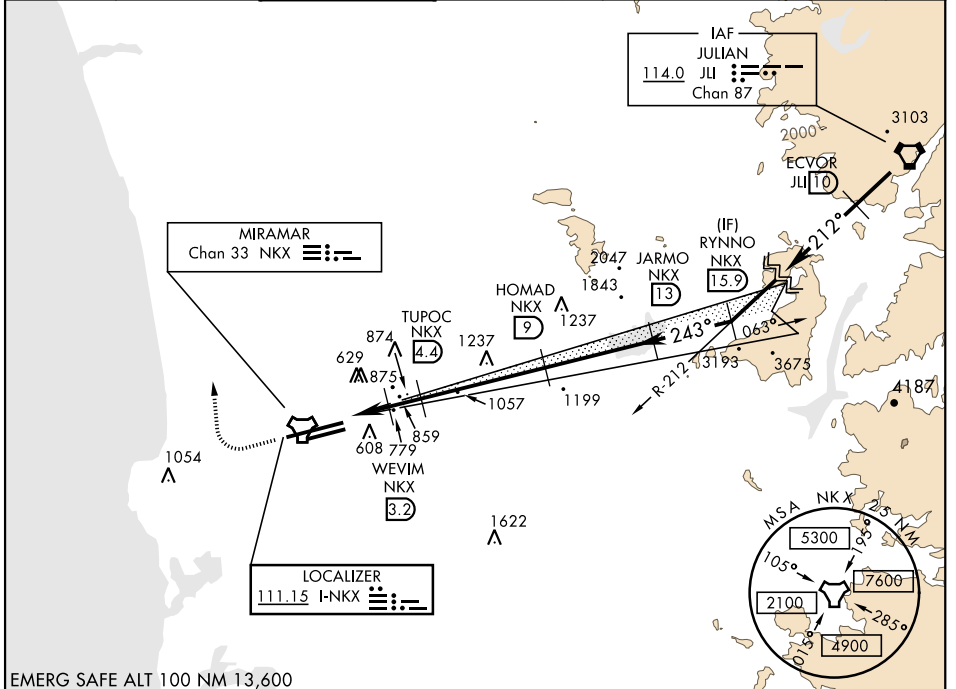 IAF
JULIAN
114.0 JLI
Chan 87
3103
2000
ECVOR
JLI 10
212°
MIRAMAR
Chan 33 NKX
(IF)
RYNNO
NKX
15.9
2047
1843
JARMO
NKX
13
HOMAD
NKX
9
1237
TUPOC
NKX
4.4
874
1237
629
875
243°
063°
R-212
3193
3675
4187
1057
1199
859
608
779
WEVIM
NKX
3.2
1054
1622
LOCALIZER
111.15 I-NKX
MSA NKX 25 NM
5300
195°
105°
7600
2100
285°
015°
4900
EMERG SAFE ALT 100 NM 13,600